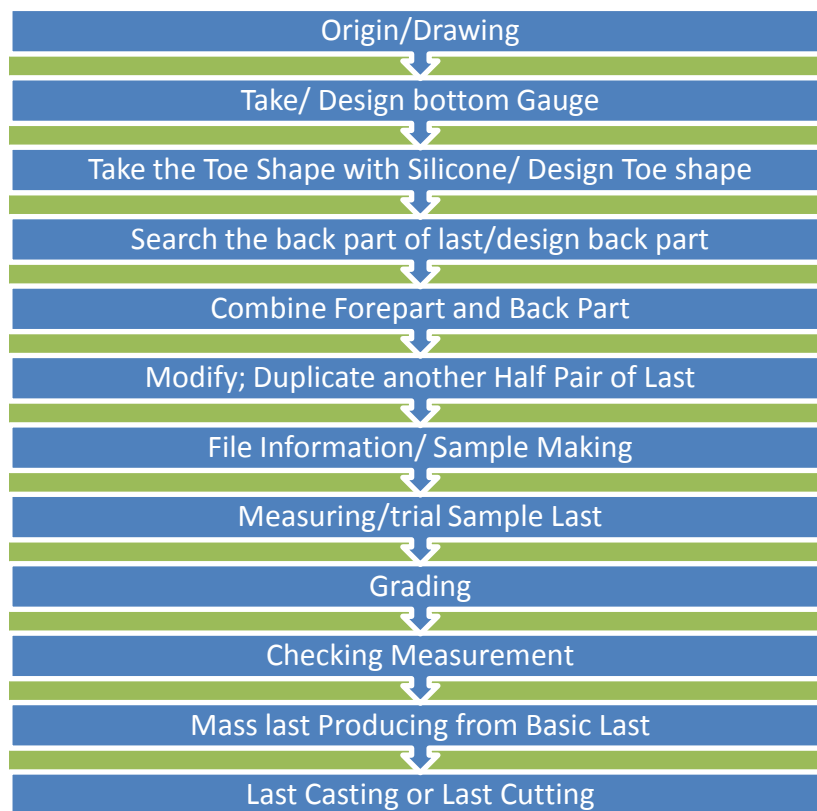 Origin/Drawing
Take/ Design bottom Gauge
Take the Toe Shape with Silicone/ Design Toe shape
Search the back part of last/design back part
Combine Forepart and Back Part
Modify; Duplicate another Half Pair of Last
File Information/ Sample Making
Measuring/trial Sample Last
Grading
Checking Measurement
Mass last Producing from Basic Last
Last Casting or Last Cutting